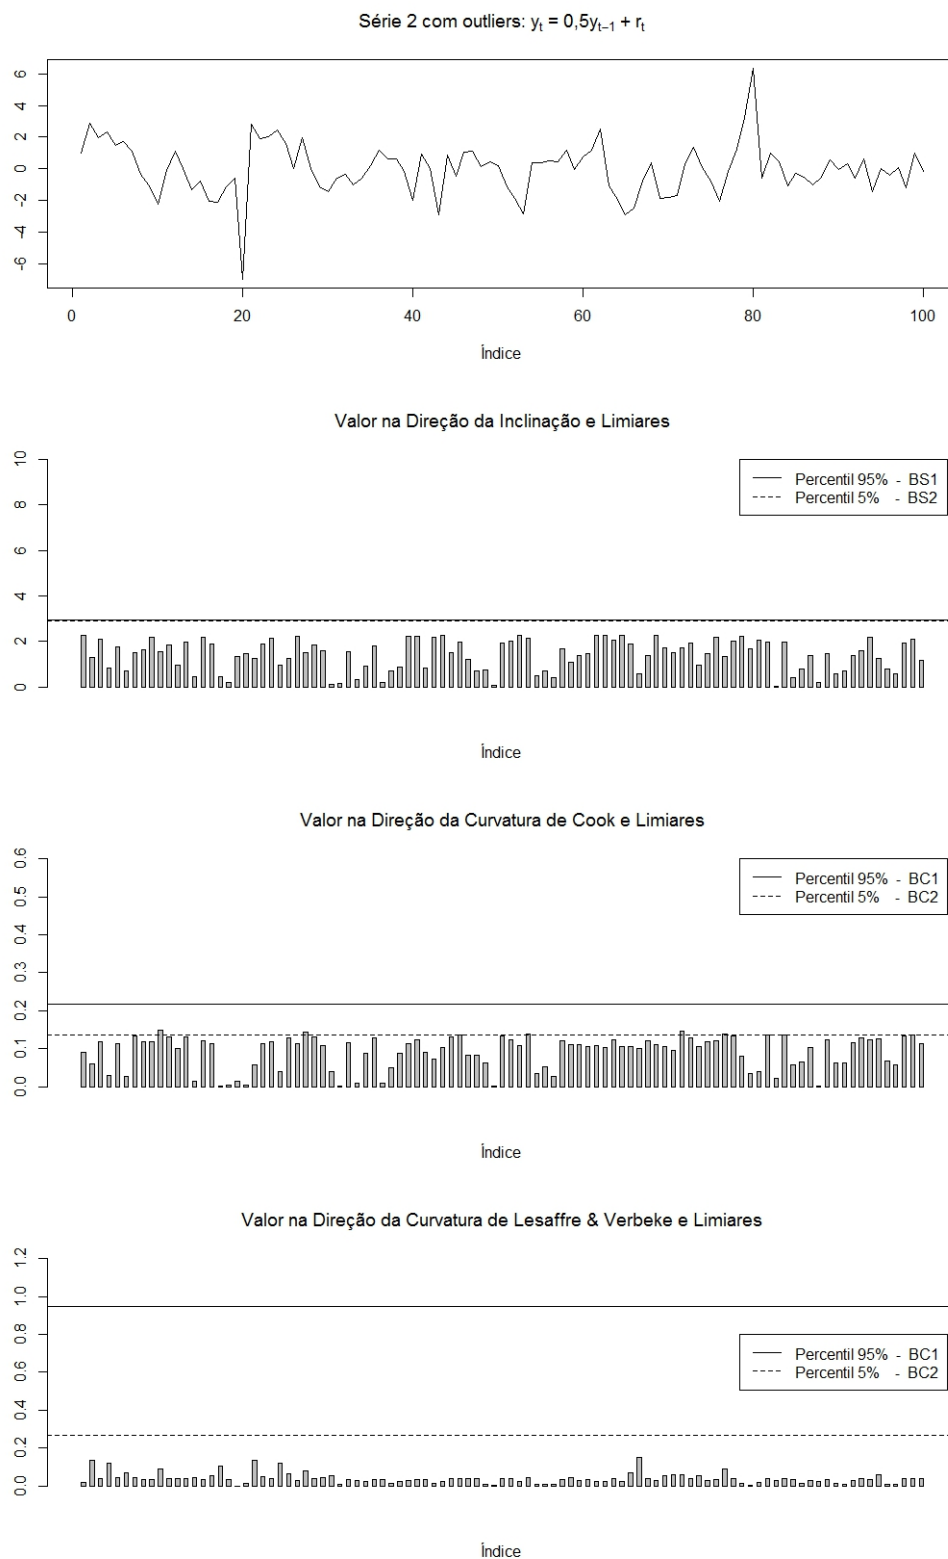 Série 2 com outliers: yₜ = 0,5yₜ₋₁ + rₜ
6
4
2
0
-2
-4
-6
0 20 40 60 80 100
Índice
Valor na Direção da Inclinação e Limiares
10
8
6
4
2
0
Percentil 95% - BS1
Percentil 5% - BS2
Índice
Valor na Direção da Curvatura de Cook e Limiares
0.6
0.5
0.4
0.3
0.2
0.1
0.0
Percentil 95% - BC1
Percentil 5% - BC2
Índice
Valor na Direção da Curvatura de Lesaffre & Verbeke e Limiares
1.2
1.0
0.8
0.6
0.4
0.2
0.0
Percentil 95% - BC1
Percentil 5% - BC2
Índice